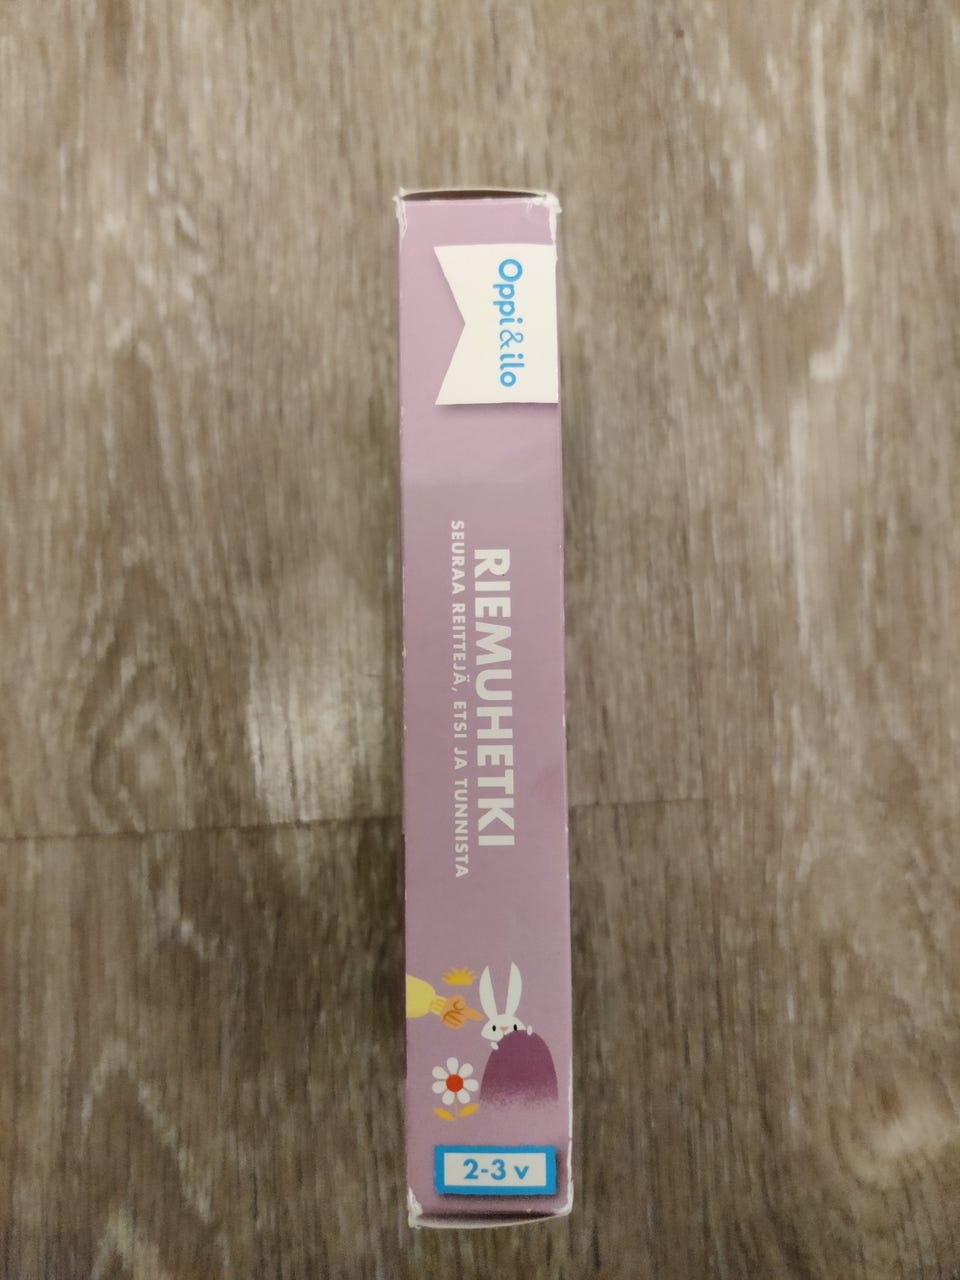 Oppi&ilo
RIEMUHETKI
SEURAA REITTEJÄ, ETSI JA TUNNISTA
2-3 v